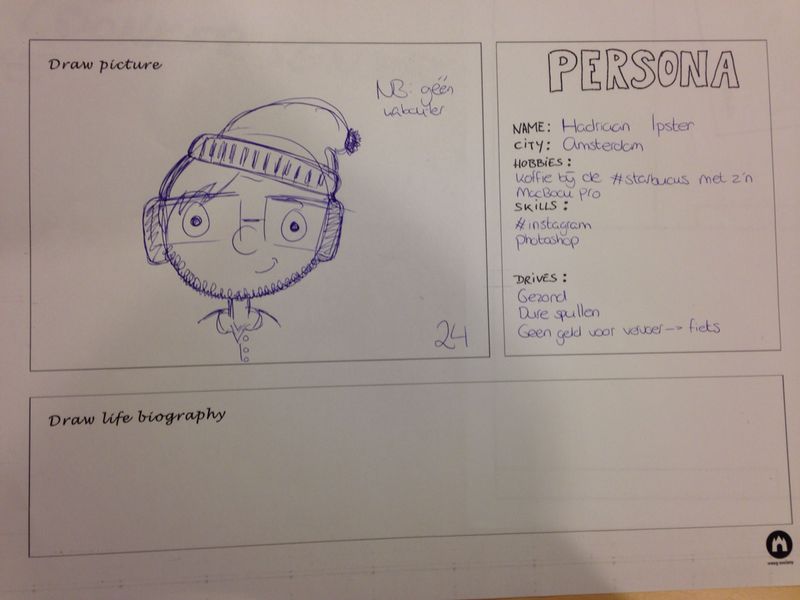 Draw picture
NB: géén
kabouter
24
PERSONA
NAME: Hadriaan Ipster
CITY: Amsterdam
HOBBIES:
Koffie bij de #starbucks met z'n
MacBook Pro
SKILLS:
#instagram
Photoshop
DRIVES:
Gezond
Dure spullen
Geen geld voor vervoer → fiets
Draw life biography
waag society